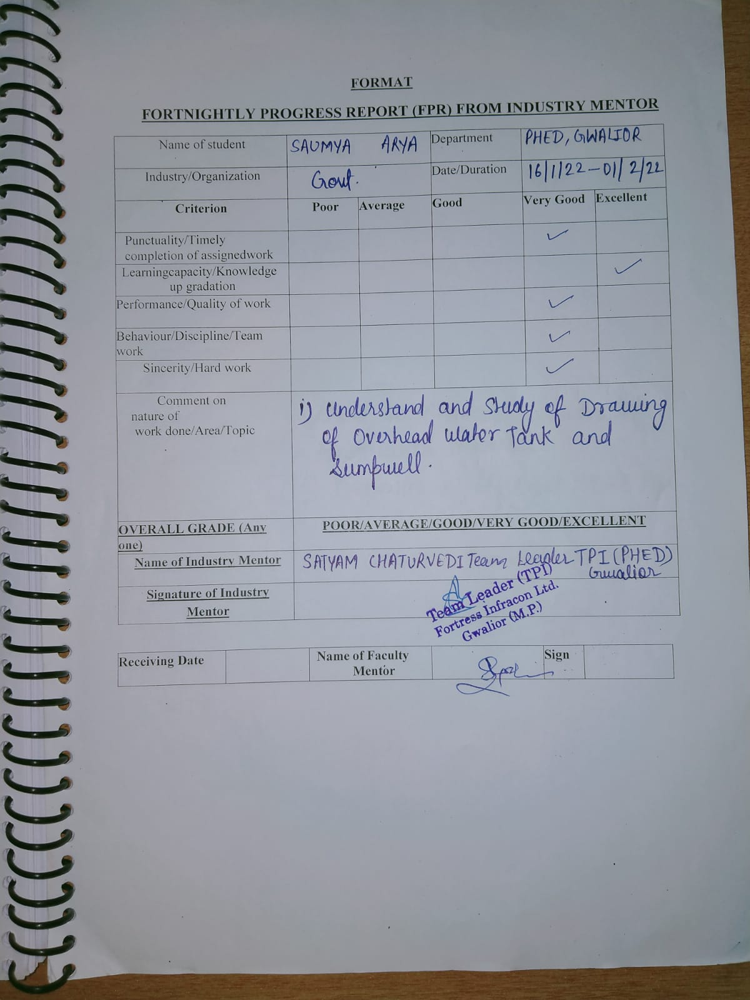 FORMAT
FORTNIGHTLY PROGRESS REPORT (FPR) FROM INDUSTRY MENTOR
Name of student SAUMYA ARYA Department PHED, GWALIOR
Industry/Organization Govt. Date/Duration 16/1/22-01/2/22
Criterion Poor Average Good Very Good Excellent
Punctuality/Timely
completion of assignedwork ✓
Learningcapacity/Knowledge
up gradation ✓
Performance/Quality of work ✓
Behaviour/Discipline/Team
work ✓
Sincerity/Hard work ✓
Comment on
nature of
work done/Area/Topic
i) Understand and Study of Drawing
of Overhead Water Tank and
Sumpwell.
OVERALL GRADE (Any
one)
POOR/AVERAGE/GOOD/VERY GOOD/EXCELLENT
Name of Industry Mentor SATYAM CHATURVEDI Team Leader TPI (PHED)
Gwalior
Signature of Industry
Mentor
Team Leader (TPI)
Fortress Infracon Ltd.
Gwalior (M.P.)
Receiving Date Name of Faculty
Mentor Sign